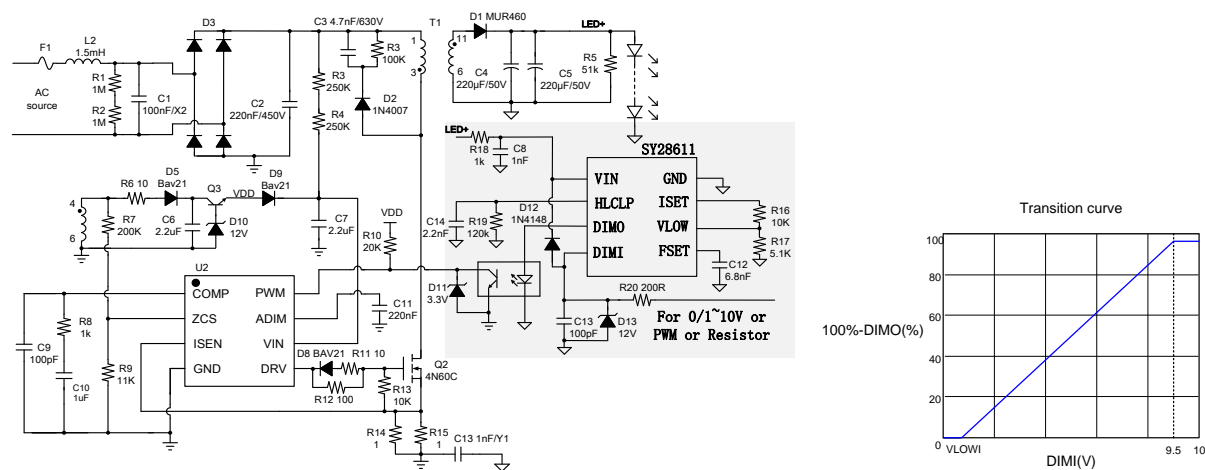 F1
L2
1.5mH
AC
source
R1
1M
R2
1M
C1
100nF/X2
D3
C2
220nF/450V
C3 4.7nF/630V
R3
100K
R3
250K
R4
250K
D2
1N4007
T1
1
3
11
6
D1 MUR460
C4
220µF/50V
C5
220µF/50V
R5
51k
LED+
LED+
R18
1k
C8
1nF
SY28611
VIN
HLCLP
DIMO
DIMI
GND
ISET
VLOW
FSET
C14
2.2nF
R19
120k
D12
1N4148
R16
10K
R17
5.1K
C12
6.8nF
R20 200R
C13
100pF
D13
12V
For 0/1~10V or
PWM or Resistor
4
6
R6 10
D5
Bav21
Q3
VDD
D9
Bav21
R7
200K
C6
2.2uF
D10
12V
C7
2.2uF
VDD
R10
20K
D11
3.3V
U2
COMP
ZCS
ISEN
GND
PWM
ADIM
VIN
DRV
C11
220nF
C9
100pF
R8
1k
C10
1uF
R9
11K
D8 BAV21
R11 10
R12 100
Q2
4N60C
R13
10K
R14
1
R15
1
C13 1nF/Y1
Transition curve
100%-DIMO(%)
100
80
60
40
20
0
VLOWI
9.5
10
DIMI(V)